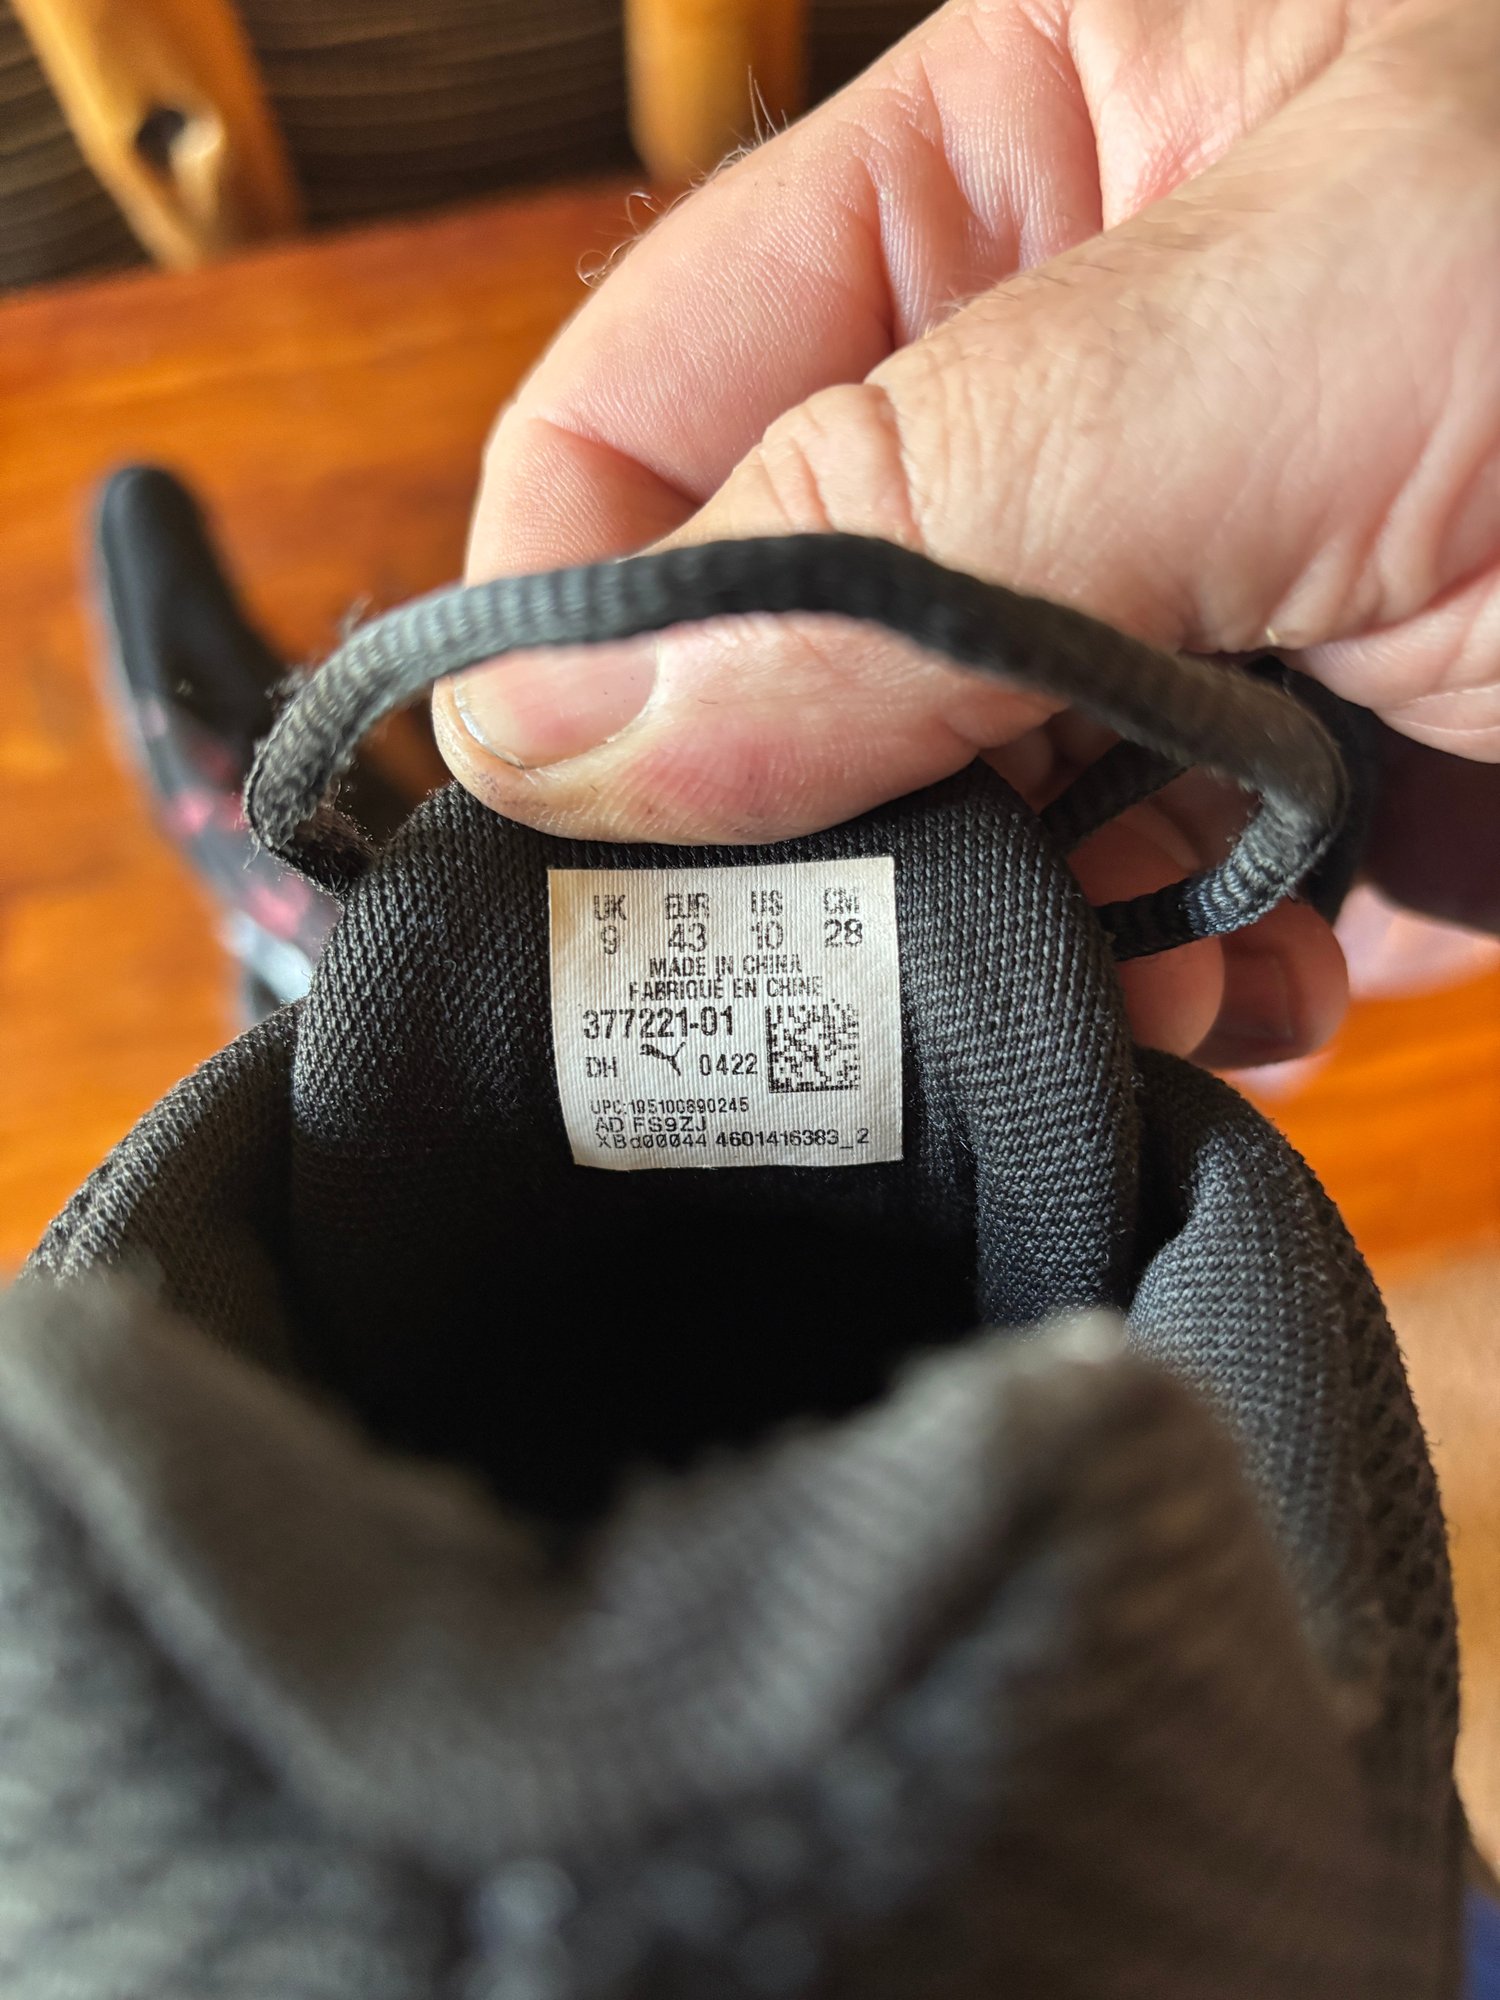 UK EUR US CM
9 43 10 28
MADE IN CHINA
FABRIQUÉ EN CHINE
377221-01
DH 0422
UPC:195100890245
AD FS9ZJ
XBd00044 4601416383_2